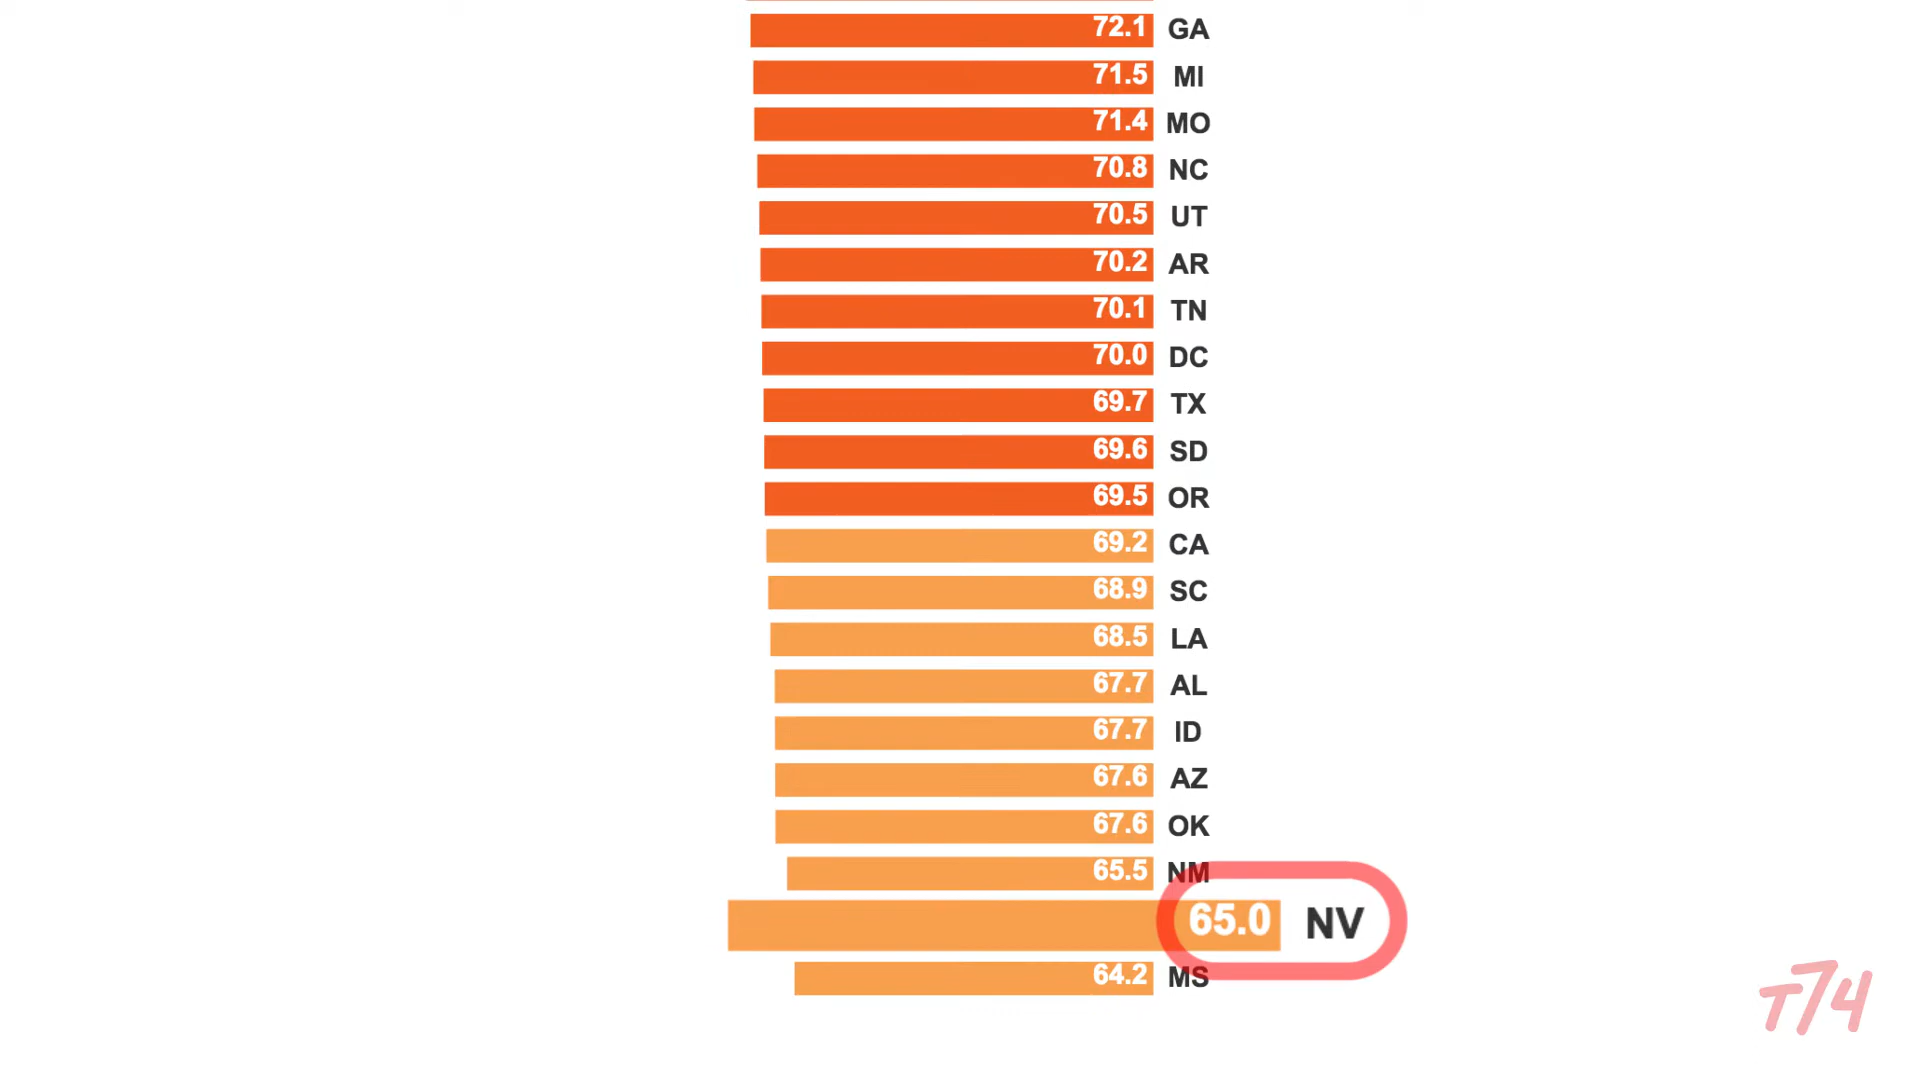 72.1 GA
71.5 MI
71.4 MO
70.8 NC
70.5 UT
70.2 AR
70.1 TN
70.0 DC
69.7 TX
69.6 SD
69.5 OR
69.2 CA
68.9 SC
68.5 LA
67.7 AL
67.7 ID
67.6 AZ
67.6 OK
65.5 NM
65.0 NV
64.2 MS
T74